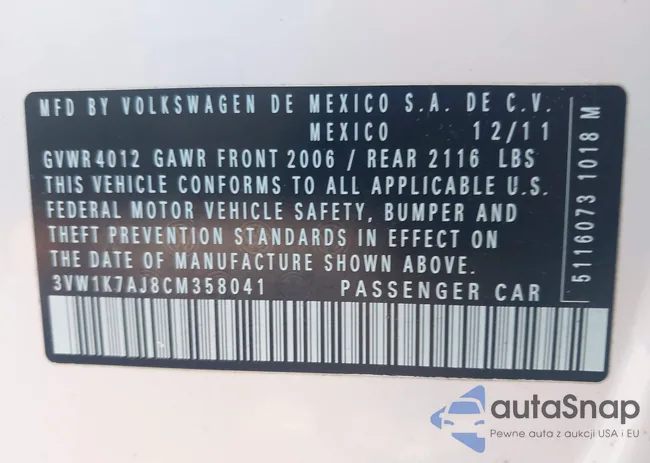 MFD BY VOLKSWAGEN DE MEXICO S.A. DE C.V.
MEXICO 12/11
GVWR 4012 GAWR FRONT 2006 / REAR 2116 LBS
THIS VEHICLE CONFORMS TO ALL APPLICABLE U.S.
FEDERAL MOTOR VEHICLE SAFETY, BUMPER AND
THEFT PREVENTION STANDARDS IN EFFECT ON
THE DATE OF MANUFACTURE SHOWN ABOVE.
3VW1K7AJ8CM358041 PASSENGER CAR
5116073 1018 M
autaSnap
Pewne auta z aukcji USA i EU